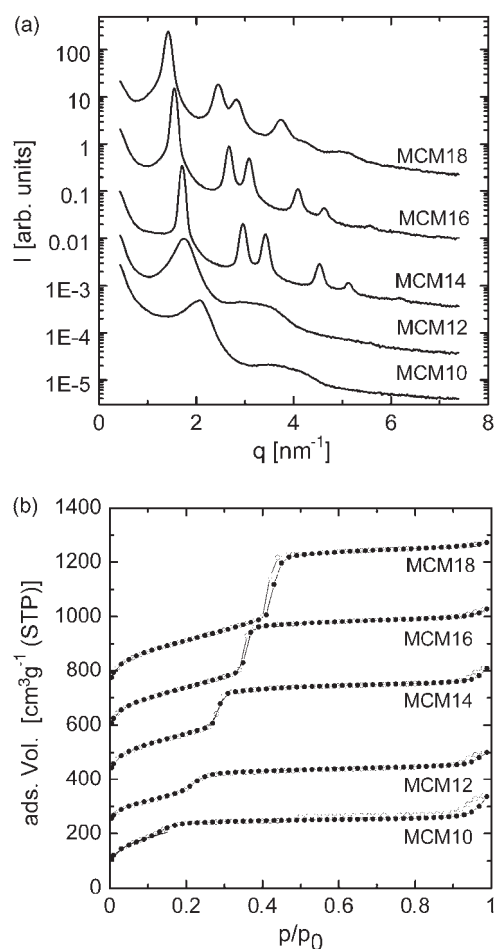 (a)
100
10
1
0.1
0.01
1E-3
1E-4
1E-5
I [arb. units]
MCM18
MCM16
MCM14
MCM12
MCM10
0 2 4 6 8
q [nm⁻¹]
(b)
1400
1200
1000
800
600
400
200
0
ads. Vol. [cm³g⁻¹ (STP)]
MCM18
MCM16
MCM14
MCM12
MCM10
0 0.2 0.4 0.6 0.8 1
p/p₀